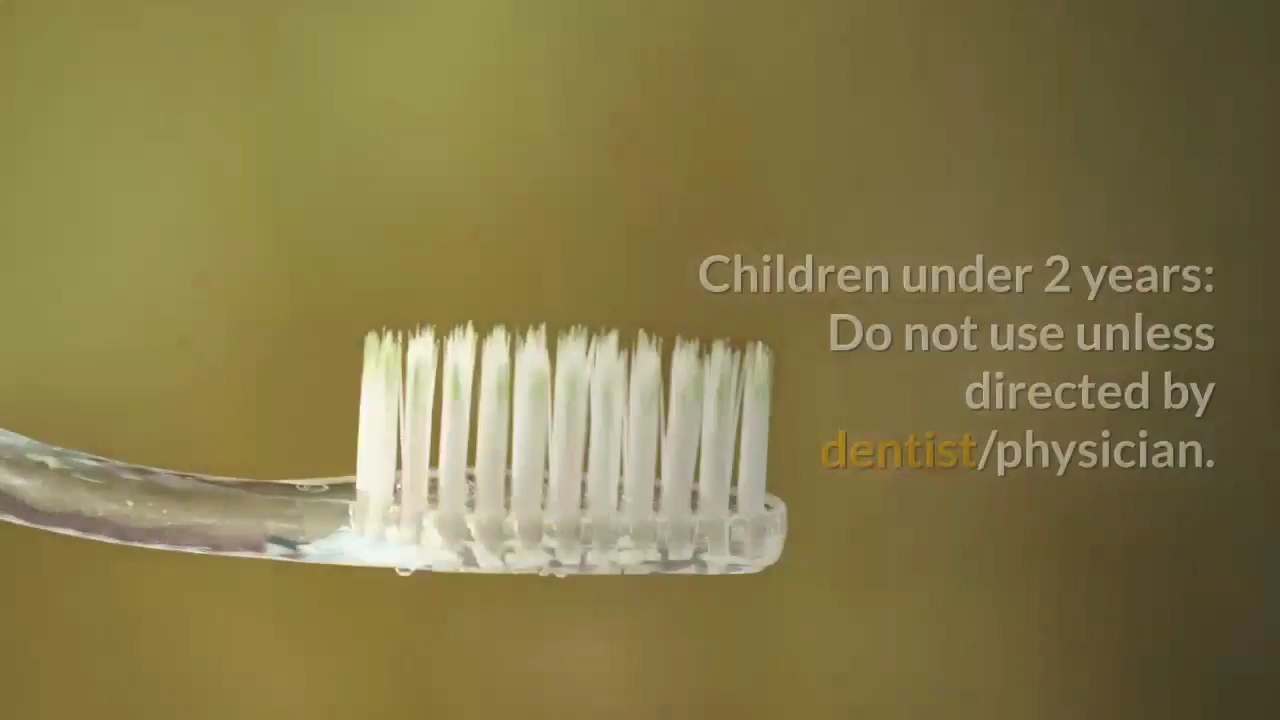 Children under 2 years:
Do not use unless
directed by
dentist/physician.